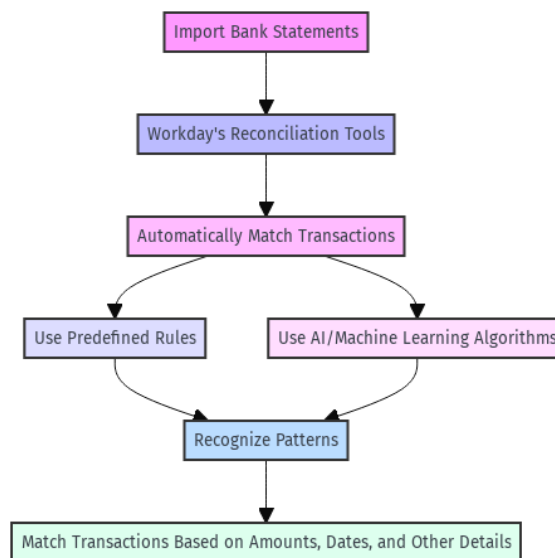 Import Bank Statements
Workday's Reconciliation Tools
Automatically Match Transactions
Use Predefined Rules
Use AI/Machine Learning Algorithms
Recognize Patterns
Match Transactions Based on Amounts, Dates, and Other Details